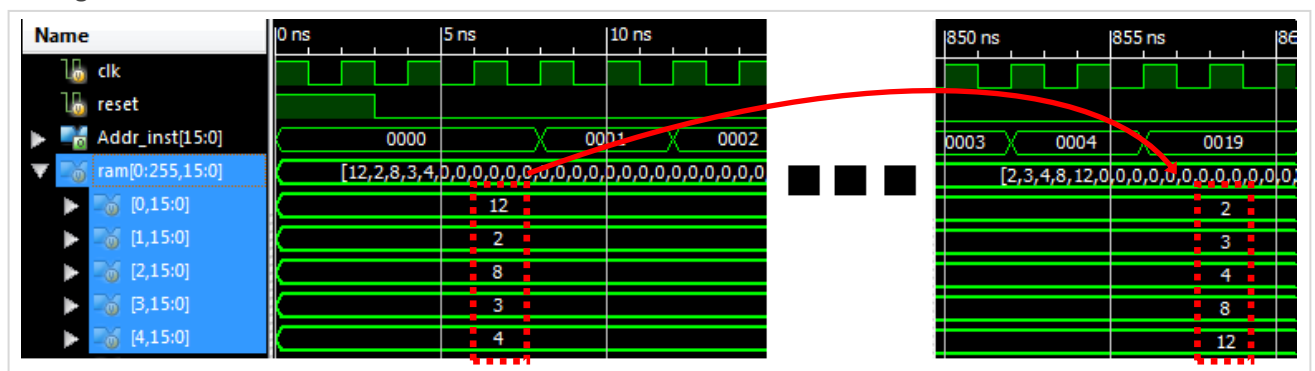 Name 0 ns 5 ns 10 ns 850 ns 855 ns
clk
reset
Addr_inst[15:0] 0000 0001 0002 0003 0004 0019
ram[0:255,15:0] [12,2,8,3,4,0,0,0,0,0,0,0,0,0,0,0,0,0,0,0,0,0,0,0 [2,3,4,8,12,0,0,0,0,0,0,0,0,0,0,0,
[0,15:0] 12 2
[1,15:0] 2 3
[2,15:0] 8 4
[3,15:0] 3 8
[4,15:0] 4 12